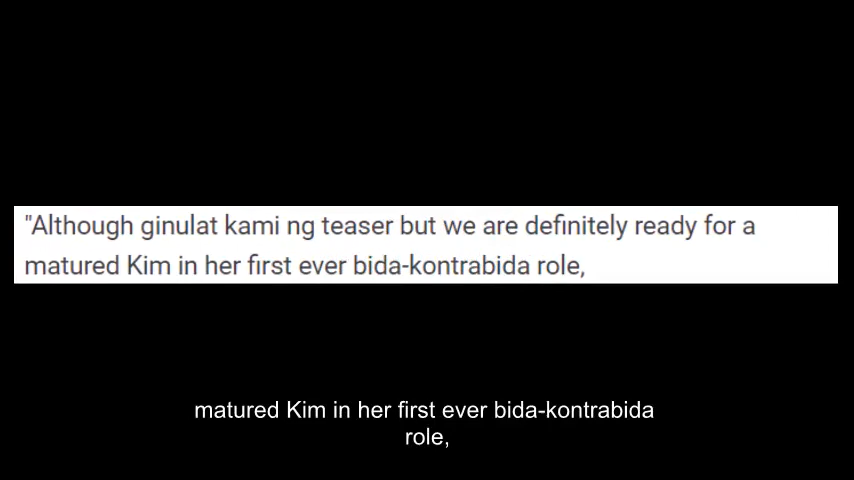 "Although ginulat kami ng teaser but we are definitely ready for a
matured Kim in her first ever bida-kontrabida role,
matured Kim in her first ever bida-kontrabida
role,